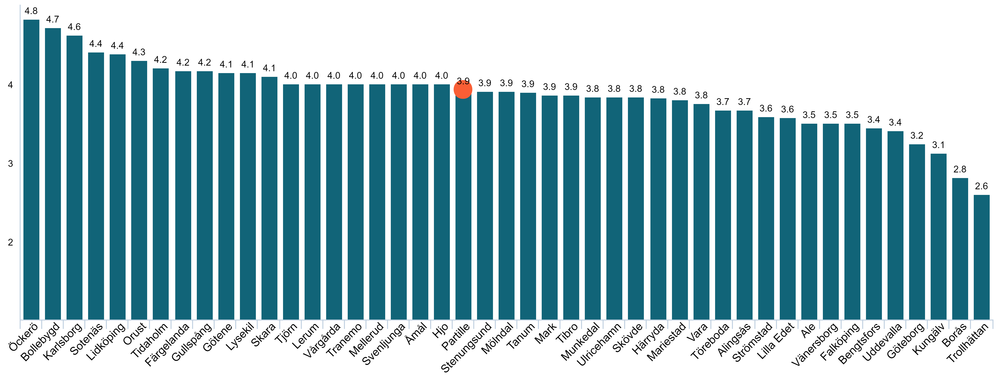 4.8
4.7
4.6
4.4
4.4
4.3
4.2
4.2
4.2
4.1
4.1
4.1
4.0
4.0
4.0
4.0
4.0
4.0
4.0
4.0
3.9
3.9
3.9
3.9
3.9
3.9
3.8
3.8
3.8
3.8
3.8
3.8
3.7
3.7
3.6
3.6
3.5
3.5
3.5
3.4
3.4
3.2
3.1
2.8
2.6
4
3
2
Öckerö
Bollebygd
Karlsborg
Sotenäs
Lidköping
Orust
Tidaholm
Färgelanda
Gullspång
Götene
Lysekil
Skara
Tjörn
Lerum
Vårgårda
Tranemo
Mellerud
Svenljunga
Åmål
Hjo
Partille
Stenungsund
Mölndal
Tanum
Mark
Tibro
Munkedal
Ulricehamn
Skövde
Härryda
Mariestad
Vara
Töreboda
Alingsås
Strömstad
Lilla Edet
Ale
Vänersborg
Falköping
Bengtsfors
Uddevalla
Göteborg
Kungälv
Borås
Trollhättan